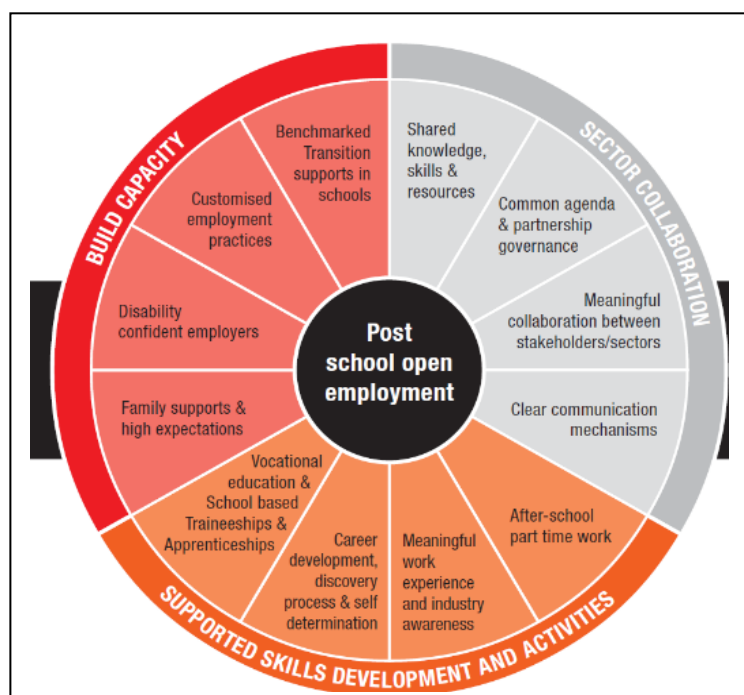 BUILD CAPACITY
Benchmarked
Transition
supports in
schools
Customised
employment
practices
Disability
confident employers
Family supports &
high expectations
SECTOR COLLABORATION
Shared
knowledge,
skills &
resources
Common agenda
& partnership
governance
Meaningful
collaboration between
stakeholders/sectors
Clear communication
mechanisms
Post
school open
employment
Vocational
education &
School based
Traineeships &
Apprenticeships
Career
development,
discovery
process & self
determination
Meaningful
work
experience
and industry
awareness
After-school
part time work
SUPPORTED SKILLS DEVELOPMENT AND ACTIVITIES